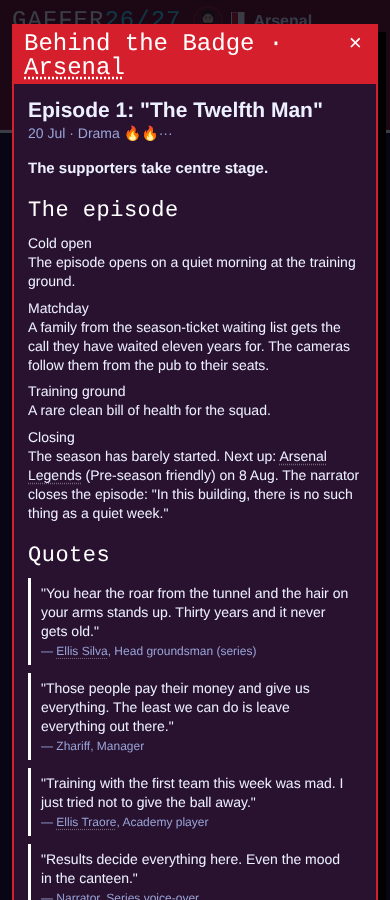 GAFFER26/27 Arsenal
Behind the Badge ·
Arsenal
×
Episode 1: "The Twelfth Man"
20 Jul · Drama 🔥🔥···
The supporters take centre stage.
The episode
Cold open
The episode opens on a quiet morning at the training
ground.
Matchday
A family from the season-ticket waiting list gets the
call they have waited eleven years for. The cameras
follow them from the pub to their seats.
Training ground
A rare clean bill of health for the squad.
Closing
The season has barely started. Next up: Arsenal
Legends (Pre-season friendly) on 8 Aug. The narrator
closes the episode: "In this building, there is no such
thing as a quiet week."
Quotes
"You hear the roar from the tunnel and the hair on
your arms stands up. Thirty years and it never
gets old."
— Ellis Silva, Head groundsman (series)
"Those people pay their money and give us
everything. The least we can do is leave
everything out there."
— Zhariff, Manager
"Training with the first team this week was mad. I
just tried not to give the ball away."
— Ellis Traore, Academy player
"Results decide everything here. Even the mood
in the canteen."
— Narrator, Series voice-over